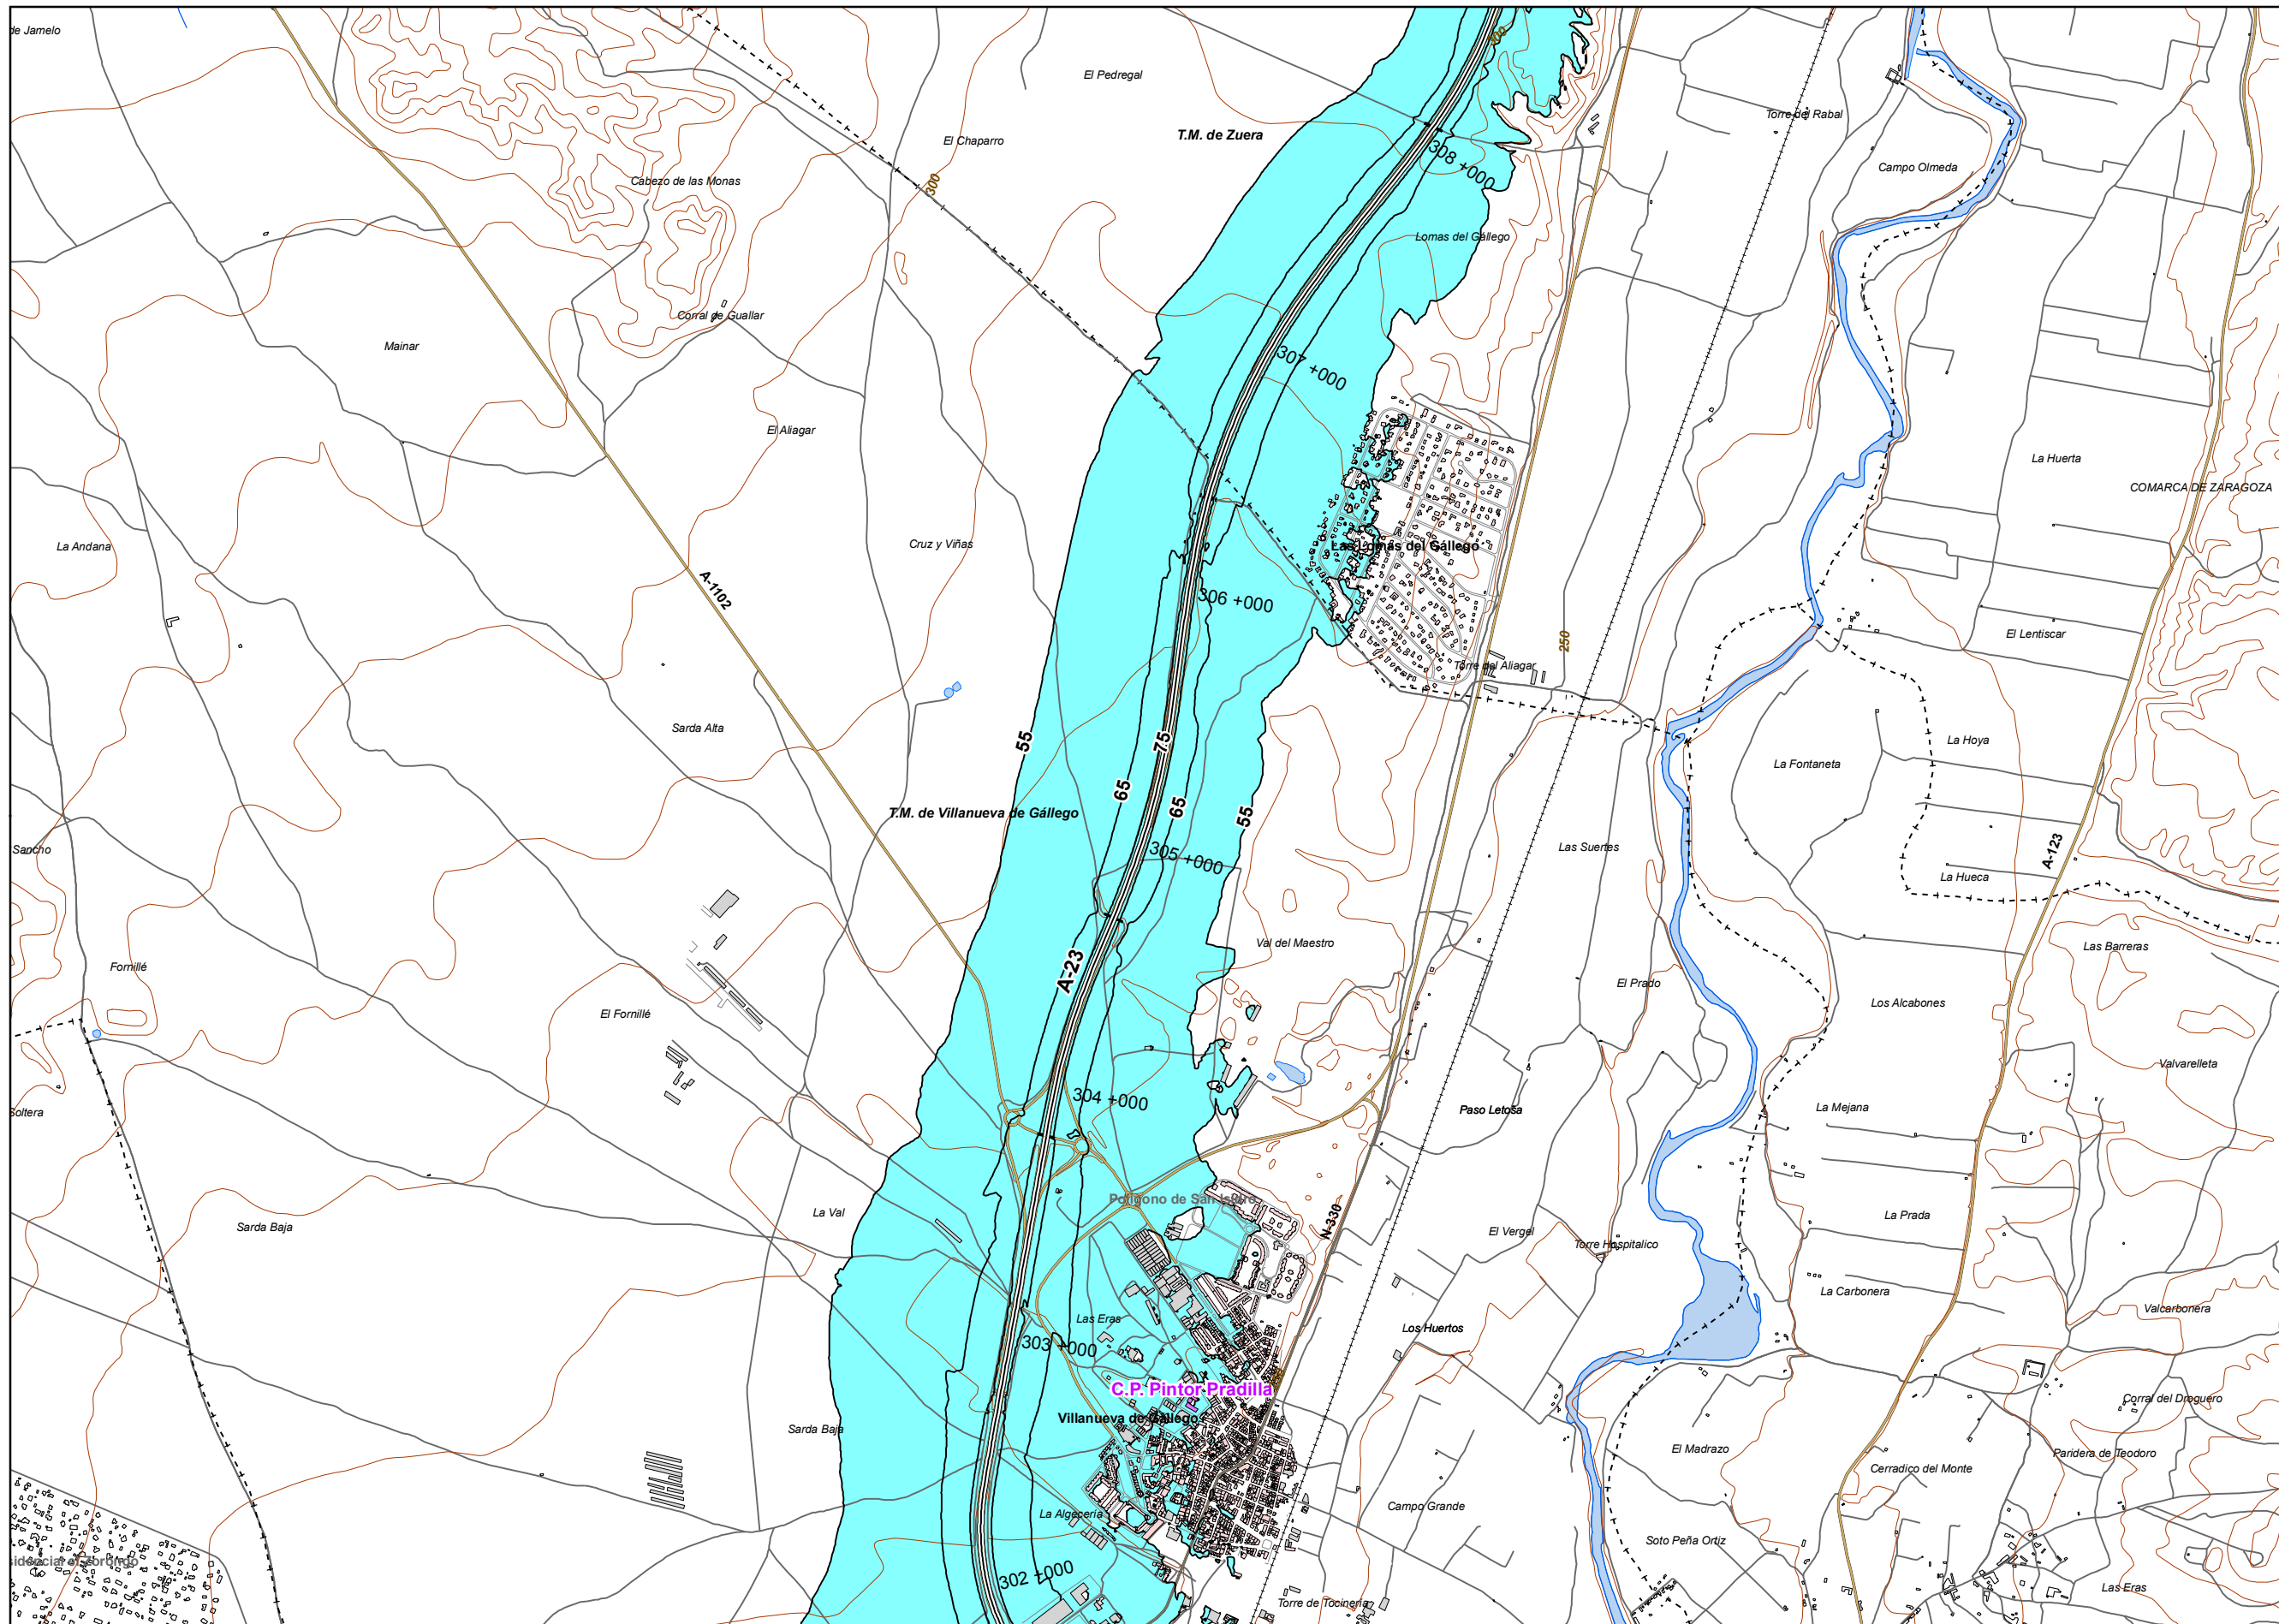 de Jamelo
El Pedregal
300
Torre del Rabal
T.M. de Zuera
El Chaparro
308 +000
Campo Olmeda
Cabezo de las Monas
300
Lomas del Gállego
Corral de Guallar
Mainar
307 +000
El Aliagar
La Huerta
COMARCA DE ZARAGOZA
La Andana
Cruz y Viñas
Las Lomas del Gállego
A-1102
306 +000
250
El Lentiscar
Torre del Aliagar
Sarda Alta
55
75
La Hoya
La Fontaneta
65
65
55
T.M. de Villanueva de Gállego
Sancho
305 +000
Las Suertes
A-123
La Hueca
Val del Maestro
Las Barreras
Fornillé
A-23
El Prado
Los Alcabones
El Fornillé
Valvarelleta
304 +000
Soltera
Paso Letosa
La Mejana
Polígono de San Isidro
La Val
Sarda Baja
N-330
El Vergel
La Prada
Torre Hospitalico
La Carbonera
Valcarbonera
Las Eras
Los Huertos
303 +000
C.P. Pintor Pradilla
Corral del Droguero
Villanueva de Gállego
Sarda Baja
El Madrazo
Paridera de Teodoro
Cerradico del Monte
Campo Grande
La Algeceria
Soto Peña Ortiz
302 +000
Las Eras
Torre de Tocinería